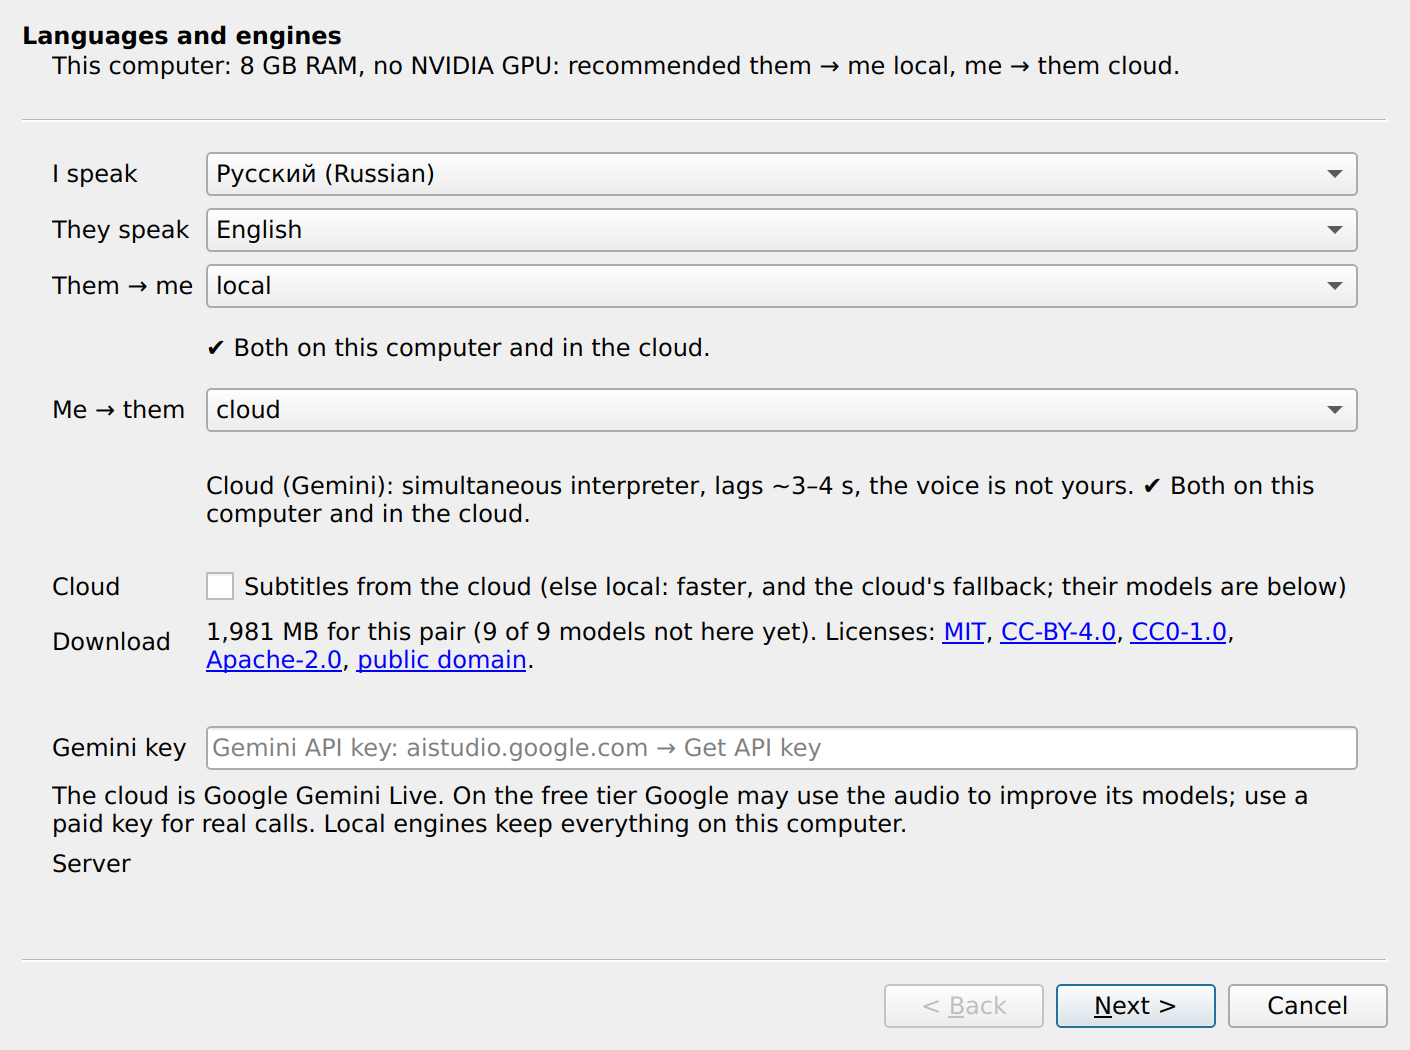 Languages and engines
This computer: 8 GB RAM, no NVIDIA GPU: recommended them → me local, me → them cloud.
I speak
Русский (Russian)
They speak
English
Them → me
local
✔ Both on this computer and in the cloud.
Me → them
cloud
Cloud (Gemini): simultaneous interpreter, lags ~3–4 s, the voice is not yours. ✔ Both on this
computer and in the cloud.
Cloud
Subtitles from the cloud (else local: faster, and the cloud's fallback; their models are below)
Download
1,981 MB for this pair (9 of 9 models not here yet). Licenses: MIT, CC-BY-4.0, CC0-1.0,
Apache-2.0, public domain.
Gemini key
Gemini API key: aistudio.google.com → Get API key
The cloud is Google Gemini Live. On the free tier Google may use the audio to improve its models; use a
paid key for real calls. Local engines keep everything on this computer.
Server
< Back
Next >
Cancel